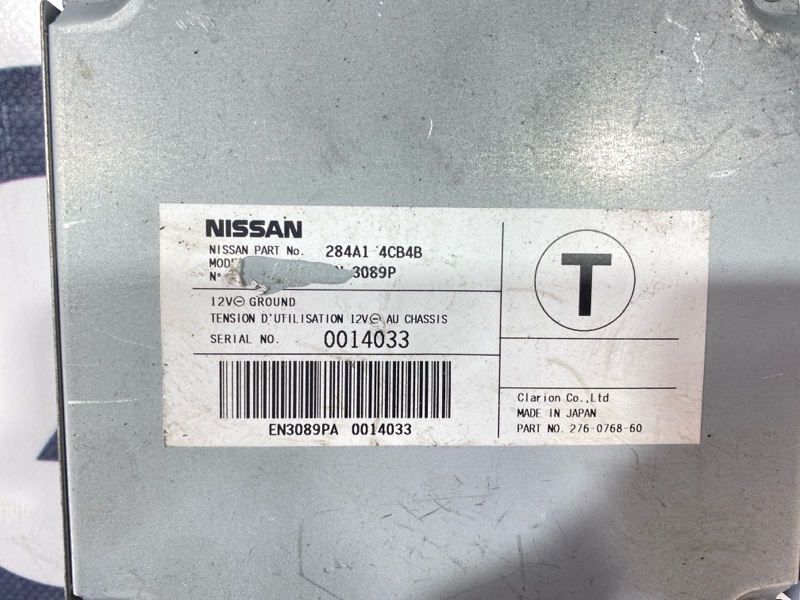 NISSAN
NISSAN PART No. 284A1 4CB4B
3089P
N°
12V⊖ GROUND
TENSION D'UTILISATION 12V⊖ AU CHASSIS
SERIAL NO. 0014033
EN3089PA 0014033
T
Clarion Co.,Ltd
MADE IN JAPAN
PART NO. 276-0768-60